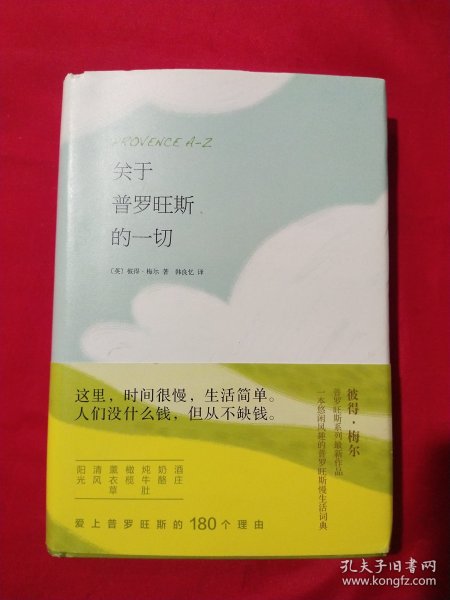 PROVENCE A-Z
关于
普罗旺斯
的一切
〔英〕彼得·梅尔 著 韩良忆 译
这里，时间很慢，生活简单。
人们没什么钱，但从不缺钱。
彼得·梅尔
普罗旺斯系列最新作品
一本悠闲风趣的普罗旺斯慢生活词典
阳光
清风
薰衣草
橄榄
炖牛肚
奶酪
酒庄
爱上普罗旺斯的180个理由
孔夫子旧书网
www.kongfz.com